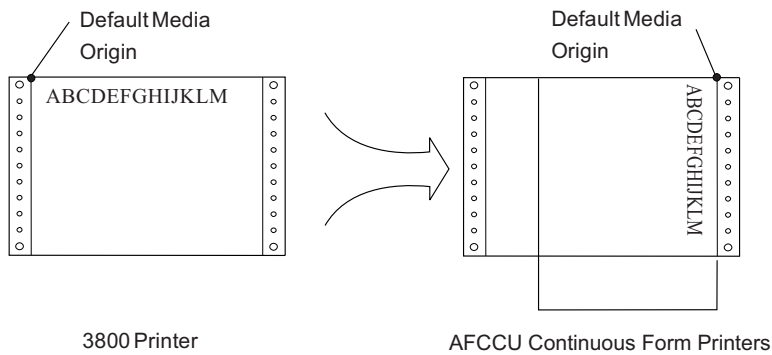 Default Media
Origin
ABCDEFGHIJKLM
3800 Printer
Default Media
Origin
ABCDEFGHIJKLM
AFCCU Continuous Form Printers